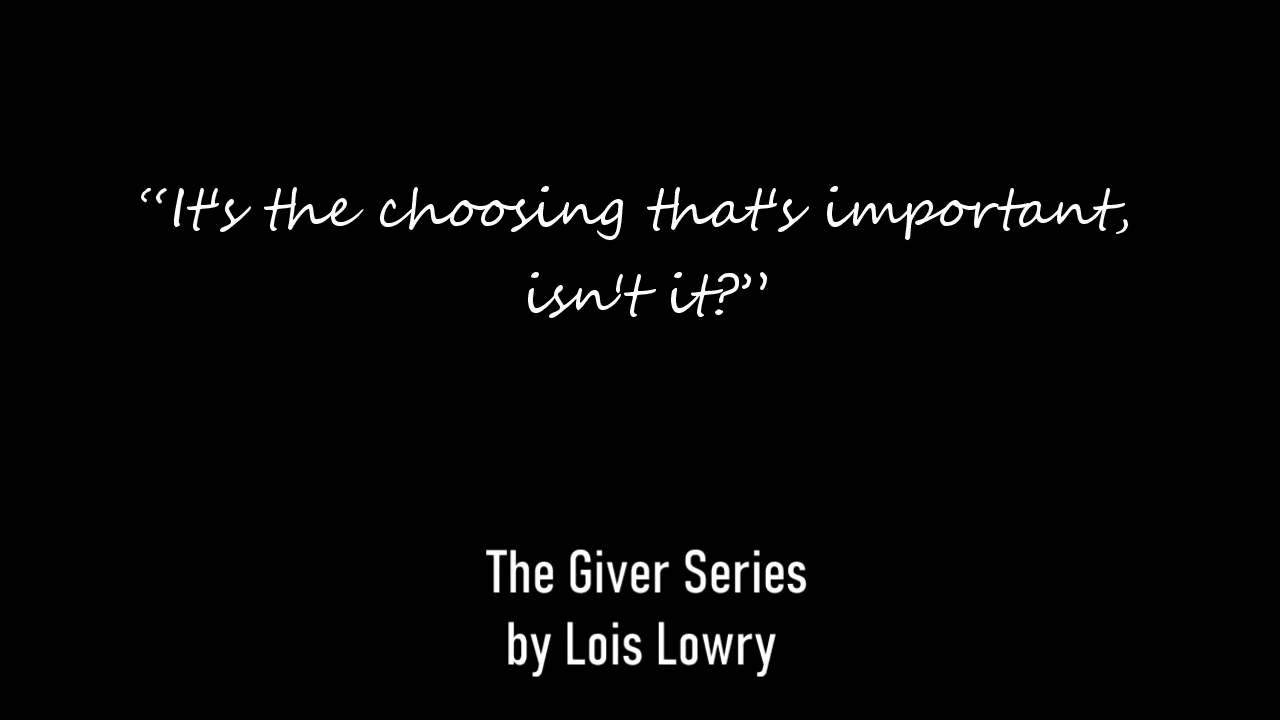 “It's the choosing that's important,
isn't it?”
The Giver Series
by Lois Lowry